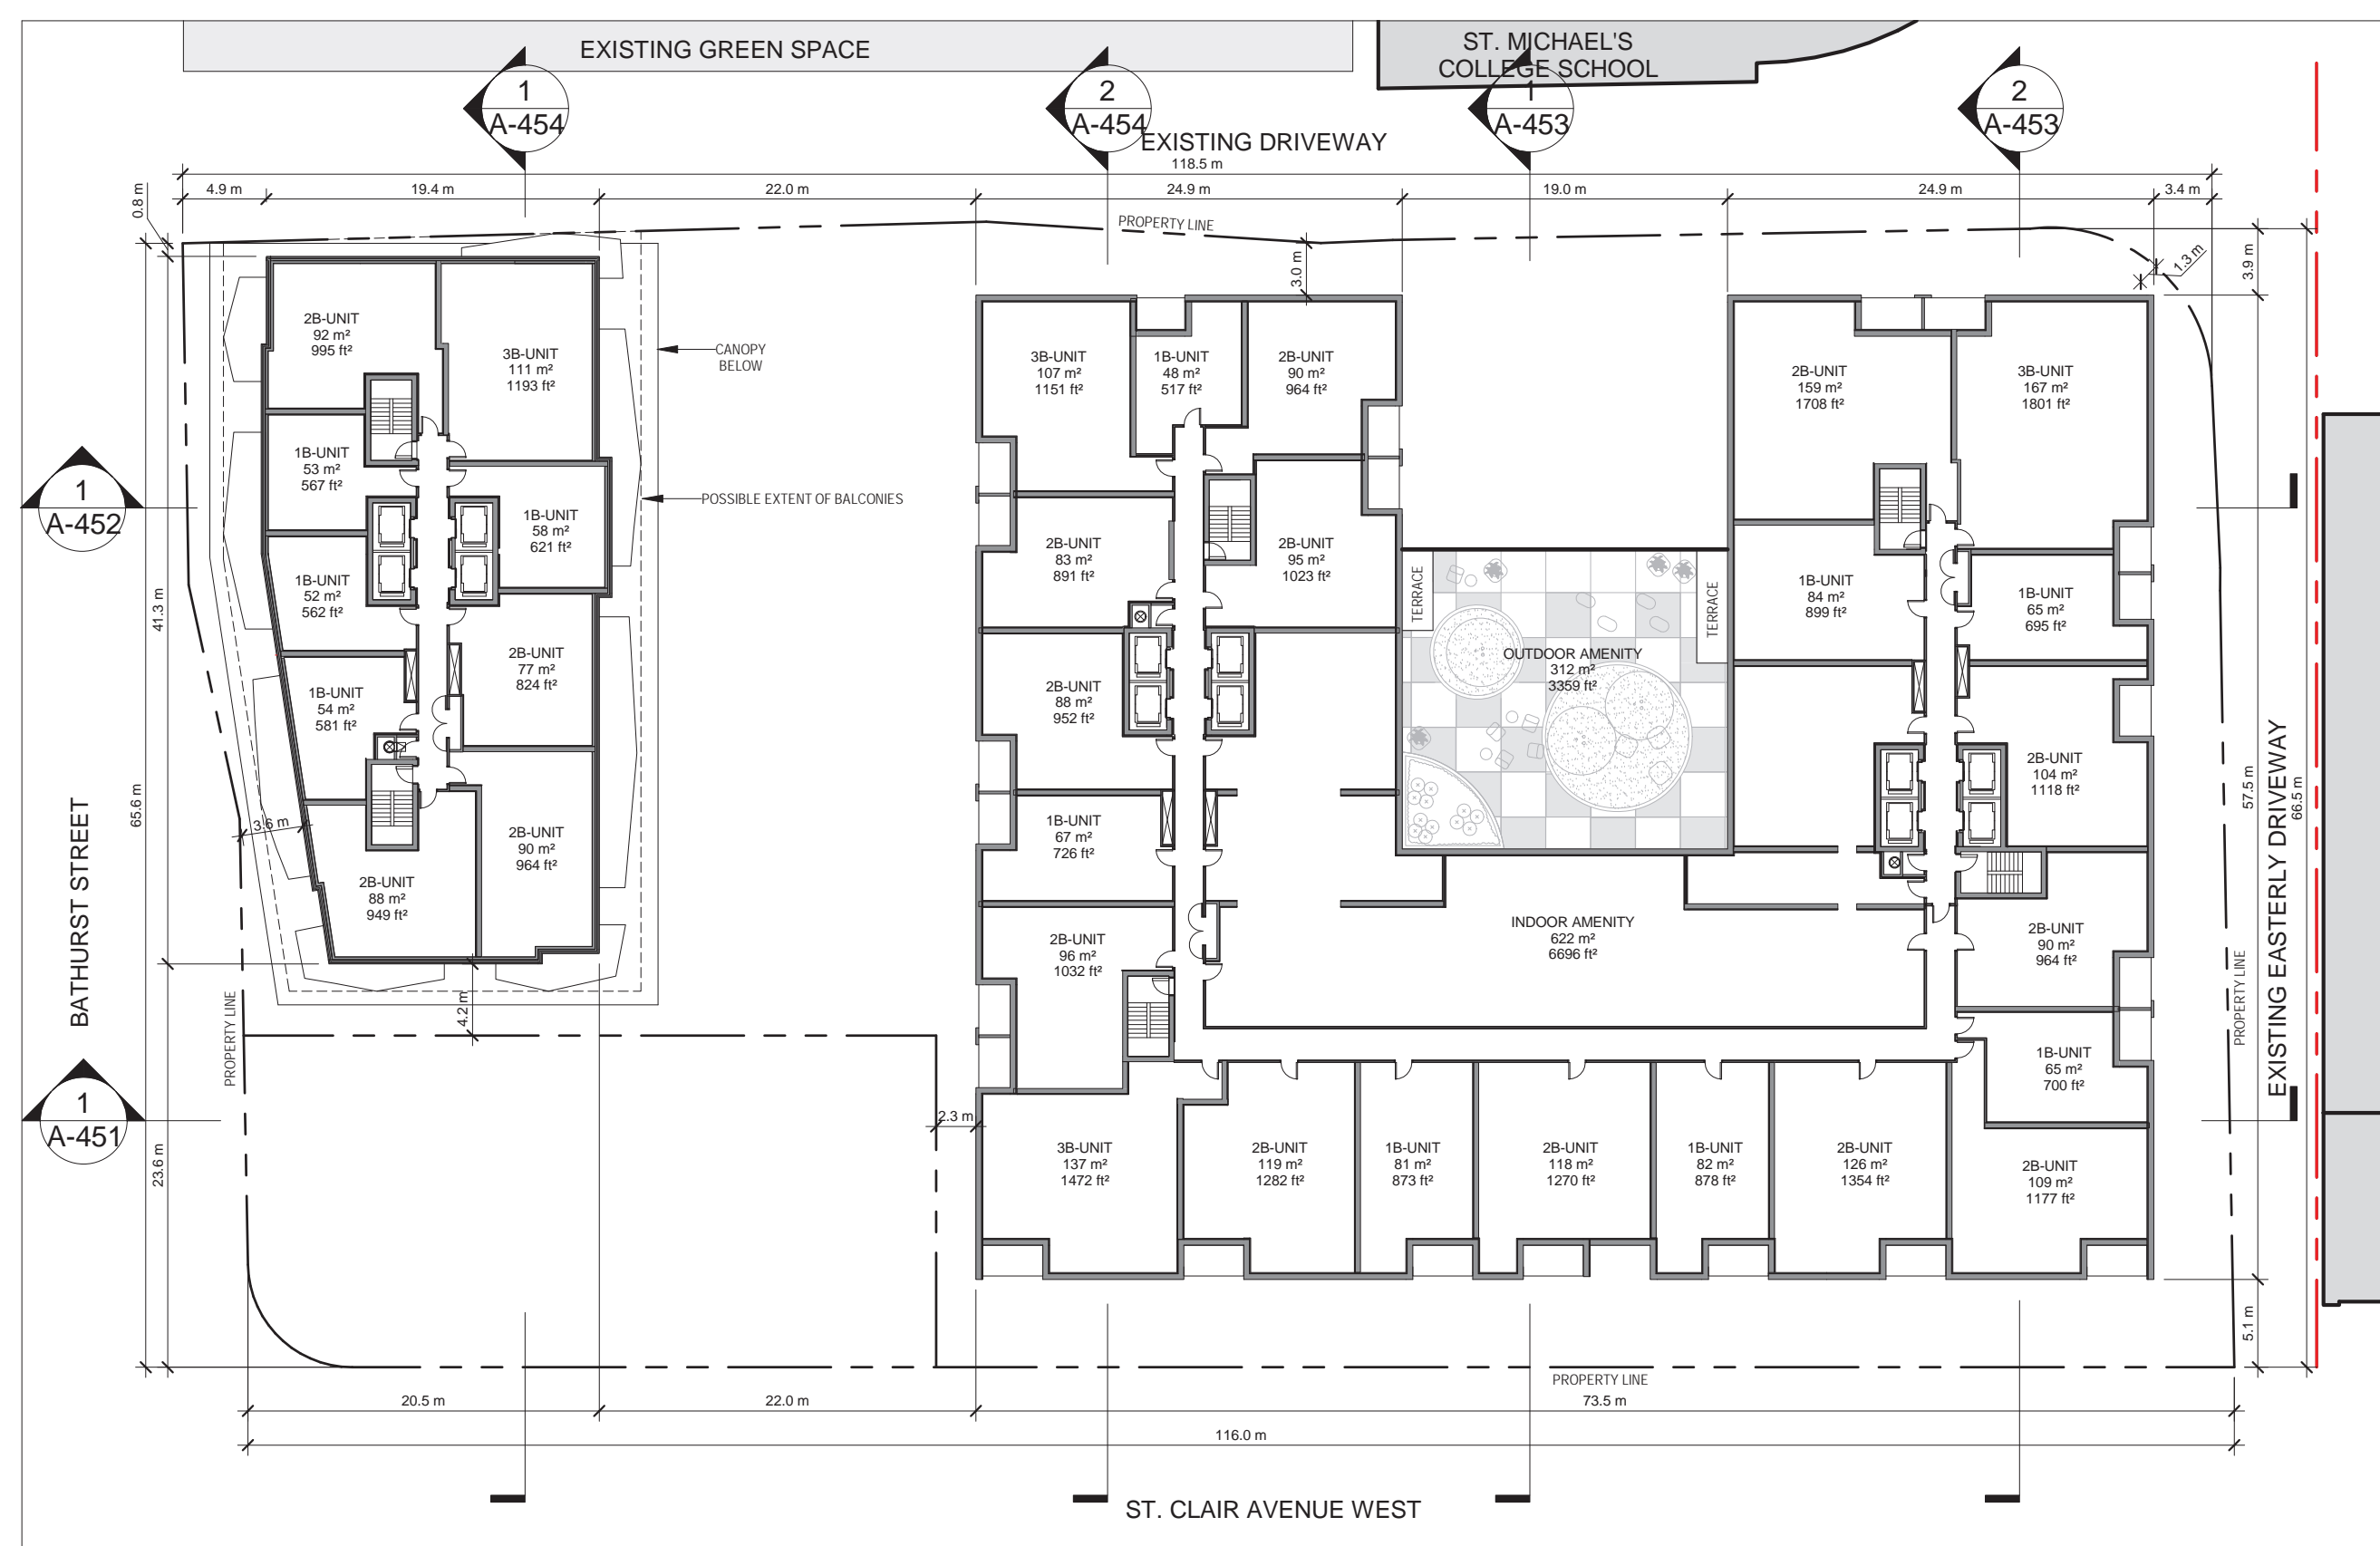 EXISTING GREEN SPACE
ST. MICHAEL'S
COLLEGE SCHOOL
1
A-454
2
A-454
1
A-453
2
A-453
EXISTING DRIVEWAY
118.5 m
4.9 m
19.4 m
22.0 m
24.9 m
19.0 m
24.9 m
3.4 m
0.8 m
PROPERTY LINE
3.0 m
1.3 m
3.9 m
2B-UNIT
92 m²
995 ft²
3B-UNIT
111 m²
1193 ft²
CANOPY
BELOW
3B-UNIT
107 m²
1151 ft²
1B-UNIT
48 m²
517 ft²
2B-UNIT
90 m²
964 ft²
2B-UNIT
159 m²
1708 ft²
3B-UNIT
167 m²
1801 ft²
1B-UNIT
53 m²
567 ft²
1
A-452
POSSIBLE EXTENT OF BALCONIES
1B-UNIT
58 m²
621 ft²
2B-UNIT
83 m²
891 ft²
2B-UNIT
95 m²
1023 ft²
1B-UNIT
52 m²
562 ft²
TERRACE
TERRACE
1B-UNIT
84 m²
899 ft²
1B-UNIT
65 m²
695 ft²
41.3 m
2B-UNIT
77 m²
824 ft²
OUTDOOR AMENITY
312 m²
3359 ft²
1B-UNIT
54 m²
581 ft²
2B-UNIT
88 m²
952 ft²
2B-UNIT
104 m²
1118 ft²
65.6 m
57.5 m
66.5 m
3.6 m
1B-UNIT
67 m²
726 ft²
2B-UNIT
90 m²
964 ft²
2B-UNIT
88 m²
949 ft²
BATHURST STREET
EXISTING EASTERLY DRIVEWAY
INDOOR AMENITY
622 m²
6696 ft²
2B-UNIT
96 m²
1032 ft²
2B-UNIT
90 m²
964 ft²
4.2 m
PROPERTY LINE
PROPERTY LINE
1B-UNIT
65 m²
700 ft²
1
A-451
2.3 m
23.6 m
3B-UNIT
137 m²
1472 ft²
2B-UNIT
119 m²
1282 ft²
1B-UNIT
81 m²
873 ft²
2B-UNIT
118 m²
1270 ft²
1B-UNIT
82 m²
878 ft²
2B-UNIT
126 m²
1354 ft²
2B-UNIT
109 m²
1177 ft²
5.1 m
PROPERTY LINE
20.5 m
22.0 m
73.5 m
116.0 m
ST. CLAIR AVENUE WEST